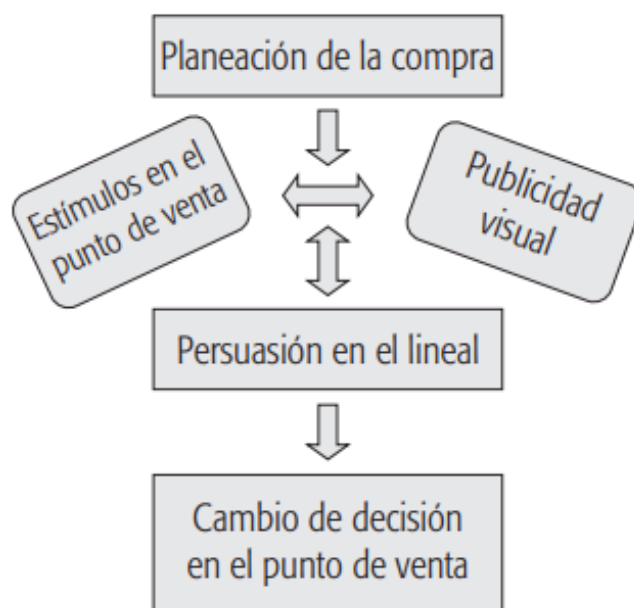 Planeación de la compra
Estímulos en el
punto de venta
Publicidad
visual
Persuasión en el lineal
Cambio de decisión
en el punto de venta